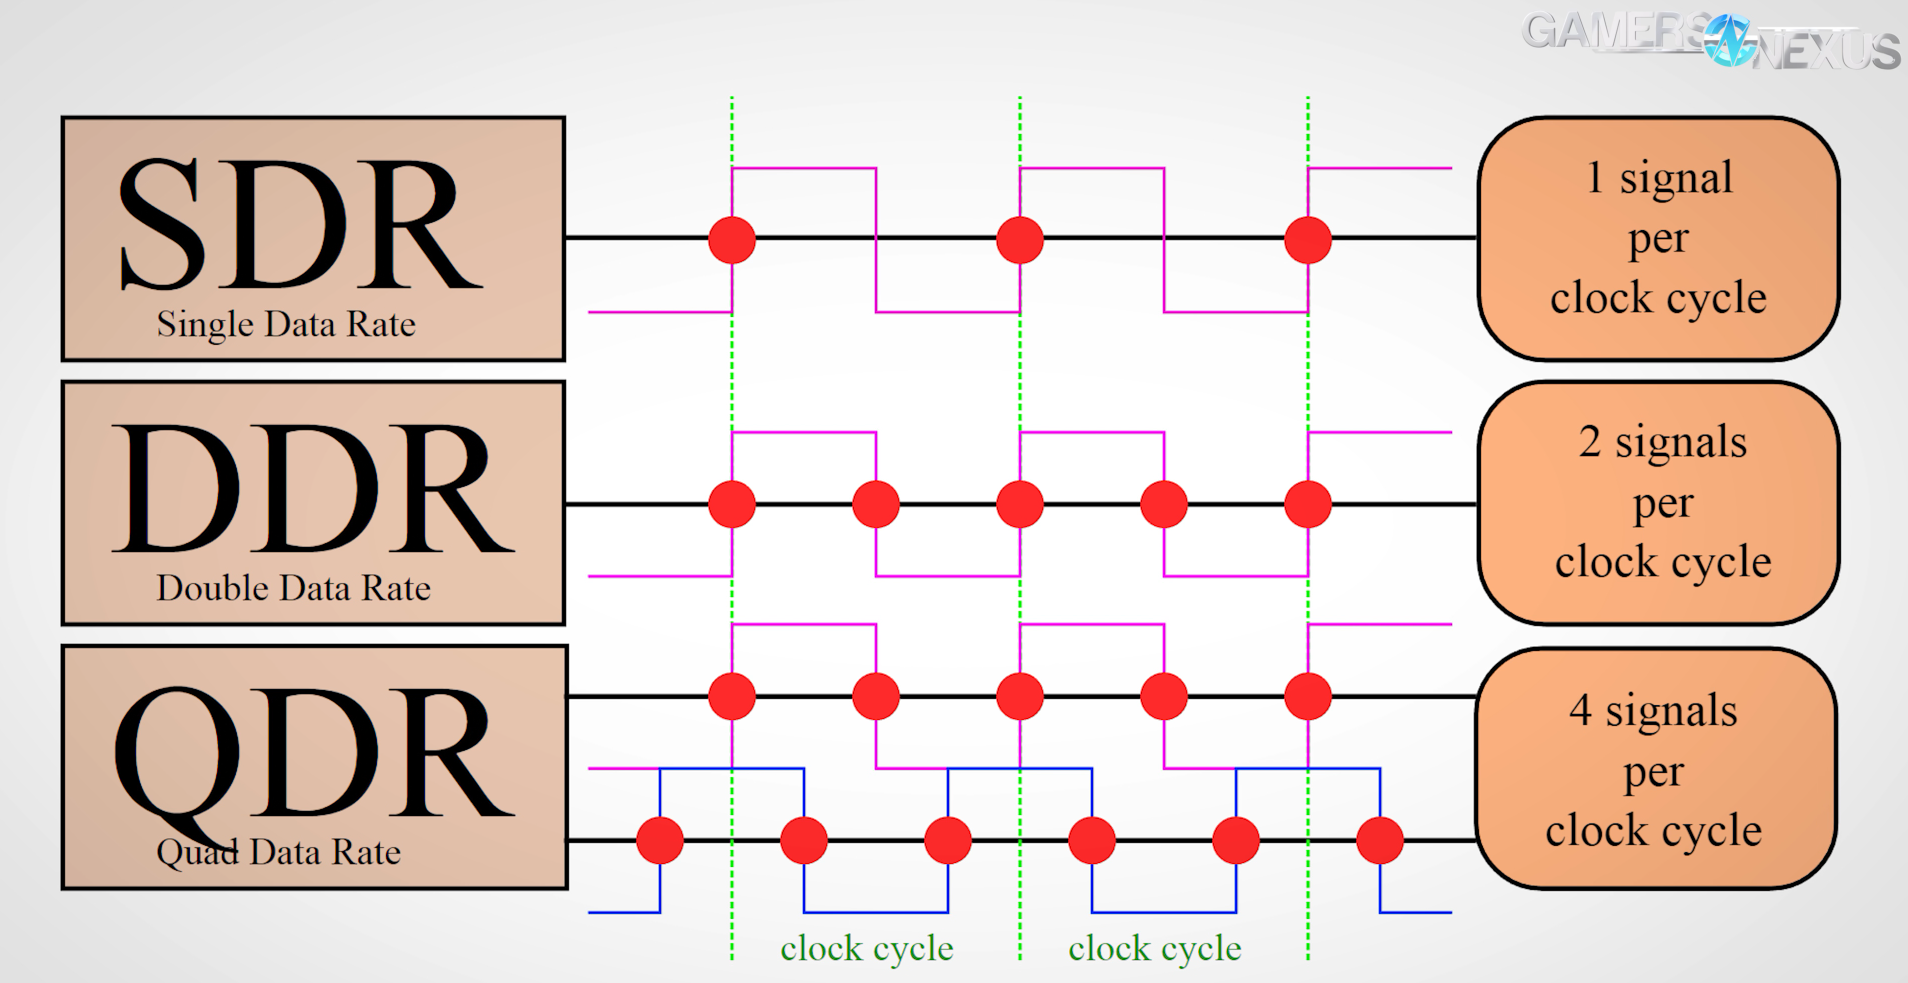 GAMERS NEXUS
SDR
Single Data Rate
1 signal
per
clock cycle
DDR
Double Data Rate
2 signals
per
clock cycle
QDR
Quad Data Rate
4 signals
per
clock cycle
clock cycle
clock cycle